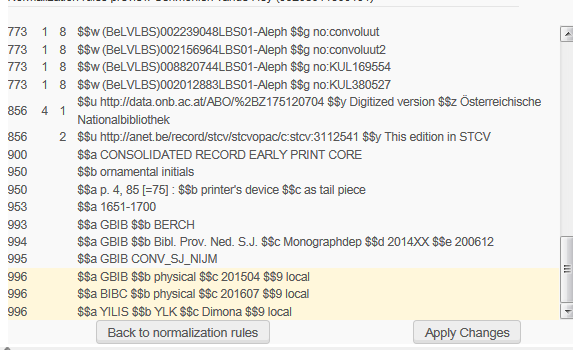 773 1 8 $$w (BeLVLBS)002239048LBS01-Aleph $$g no:convoluut
773 1 8 $$w (BeLVLBS)002156964LBS01-Aleph $$g no:convoluut2
773 1 8 $$w (BeLVLBS)008820744LBS01-Aleph $$g no:KUL169554
773 1 8 $$w (BeLVLBS)002012883LBS01-Aleph $$g no:KUL380527
856 4 1 $$u http://data.onb.ac.at/ABO/%2BZ175120704 $$y Digitized version $$z Österreichische
Nationalbibliothek
856 2 $$u http://anet.be/record/stcv/stcvopac/c:stcv:3112541 $$y This edition in STCV
900 $$a CONSOLIDATED RECORD EARLY PRINT CORE
950 $$b ornamental initials
950 $$a p. 4, 85 [=75] : $$b printer's device $$c as tail piece
953 $$a 1651-1700
993 $$a GBIB $$b BERCH
994 $$a GBIB $$b Bibl. Prov. Ned. S.J. $$c Monographdep $$d 2014XX $$e 200612
995 $$a GBIB CONV_SJ_NIJM
996 $$a GBIB $$b physical $$c 201504 $$9 local
996 $$a BIBC $$b physical $$c 201607 $$9 local
996 $$a YILIS $$b YLK $$c Dimona $$9 local
Back to normalization rules Apply Changes